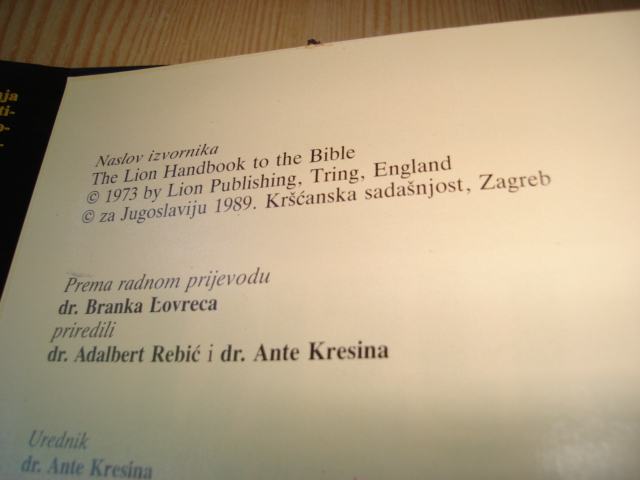 Naslov izvornika
The Lion Handbook to the Bible
© 1973 by Lion Publishing, Tring, England
© za Jugoslaviju 1989. Kršćanska sadašnjost, Zagreb
Prema radnom prijevodu
dr. Branka Lovreca
priredili
dr. Adalbert Rebić i dr. Ante Kresina
Urednik
dr. Ante Kresina